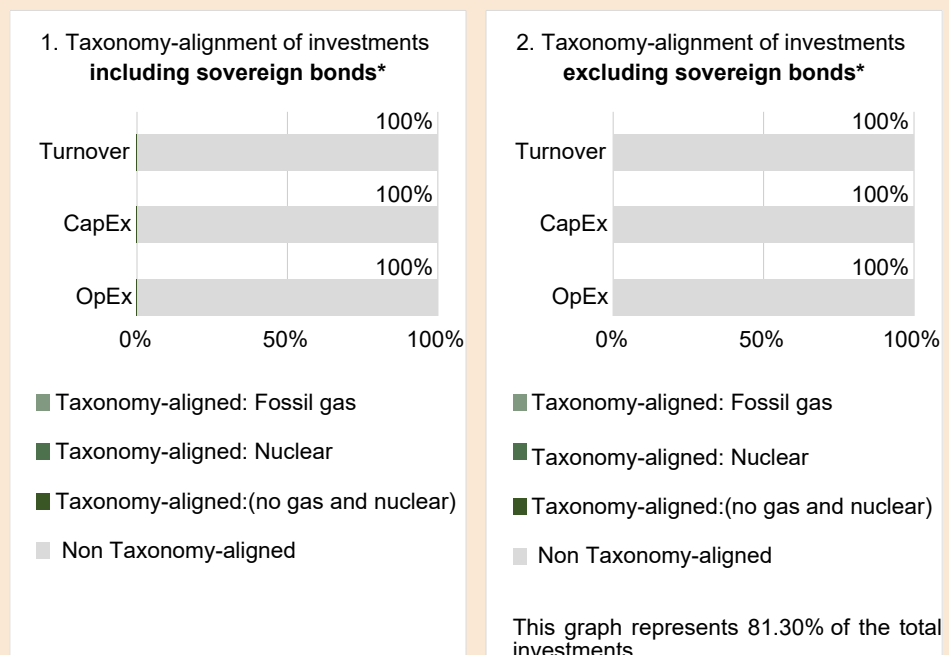 1. Taxonomy-alignment of investments
including sovereign bonds*
100%
Turnover
100%
CapEx
100%
OpEx
0% 50% 100%
Taxonomy-aligned: Fossil gas
Taxonomy-aligned: Nuclear
Taxonomy-aligned:(no gas and nuclear)
Non Taxonomy-aligned
2. Taxonomy-alignment of investments
excluding sovereign bonds*
100%
Turnover
100%
CapEx
100%
OpEx
0% 50% 100%
Taxonomy-aligned: Fossil gas
Taxonomy-aligned: Nuclear
Taxonomy-aligned:(no gas and nuclear)
Non Taxonomy-aligned
This graph represents 81.30% of the total
investments